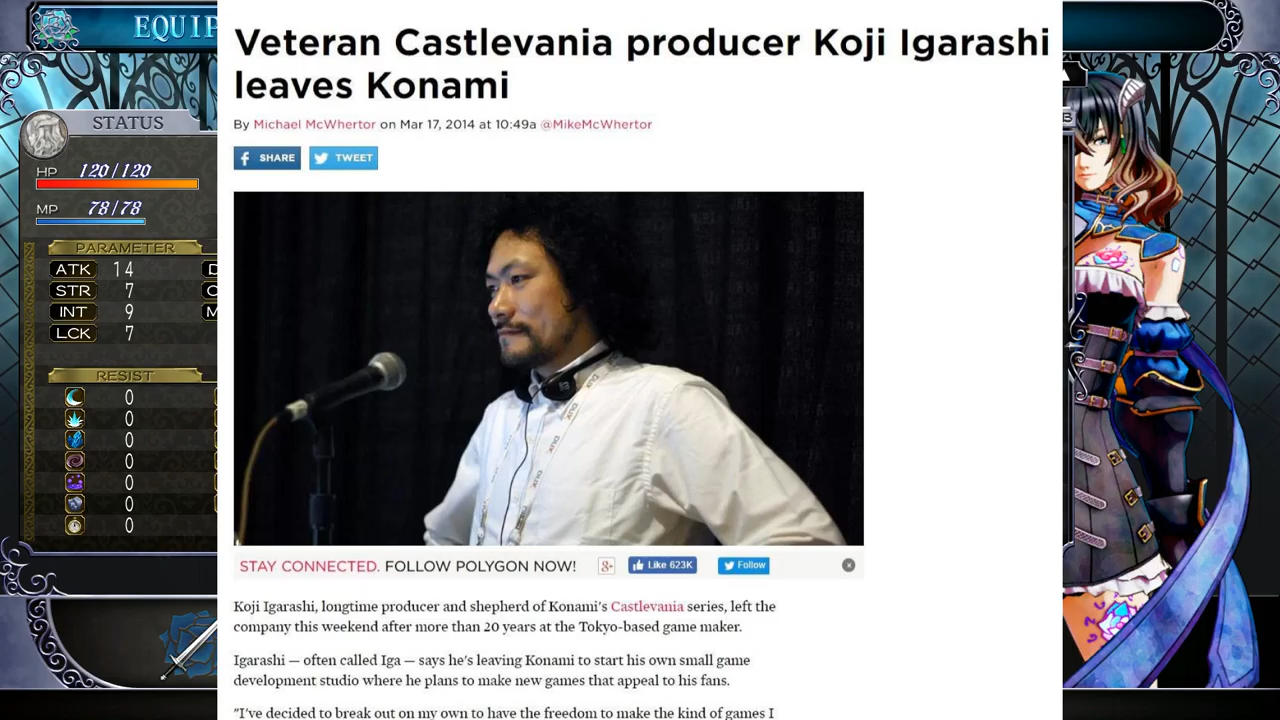 EQUIP
Veteran Castlevania producer Koji Igarashi
leaves Konami
By Michael McWhertor on Mar 17, 2014 at 10:49a @MikeMcWhertor
SHARE TWEET
STATUS
HP 120/120
MP 78/78
PARAMETER
ATK 14
STR 7
INT 9
LCK 7
RESIST
0
0
0
0
0
0
0
STAY CONNECTED. FOLLOW POLYGON NOW! 8+ Like 623K Follow
Koji Igarashi, longtime producer and shepherd of Konami's Castlevania series, left the
company this weekend after more than 20 years at the Tokyo-based game maker.
Igarashi — often called Iga — says he's leaving Konami to start his own small game
development studio where he plans to make new games that appeal to his fans.
"I've decided to break out on my own to have the freedom to make the kind of games I